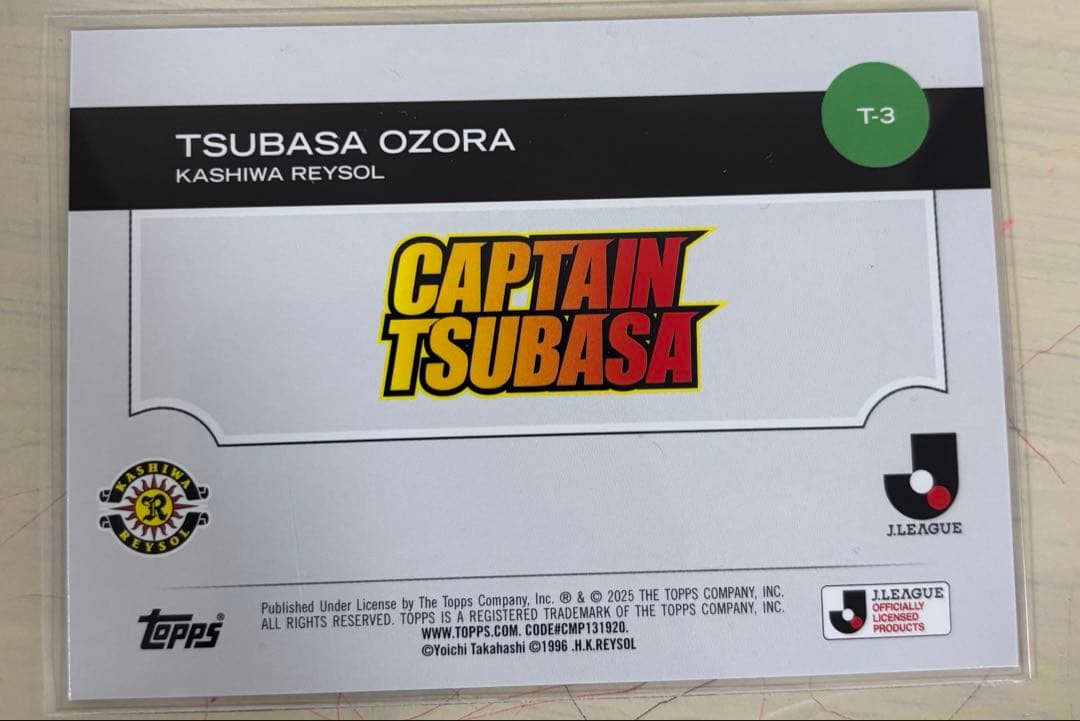 T-3
TSUBASA OZORA
KASHIWA REYSOL
CAPTAIN
TSUBASA
KASHIWA
R
REYSOL
J.LEAGUE
topps®
Published Under License by The Topps Company, Inc. ® & © 2025 THE TOPPS COMPANY, INC.
ALL RIGHTS RESERVED. TOPPS IS A REGISTERED TRADEMARK OF THE TOPPS COMPANY, INC.
WWW.TOPPS.COM. CODE#CMP131920.
©Yoichi Takahashi ©1996 .H.K.REYSOL
J.LEAGUE
OFFICIALLY
LICENSED
PRODUCTS